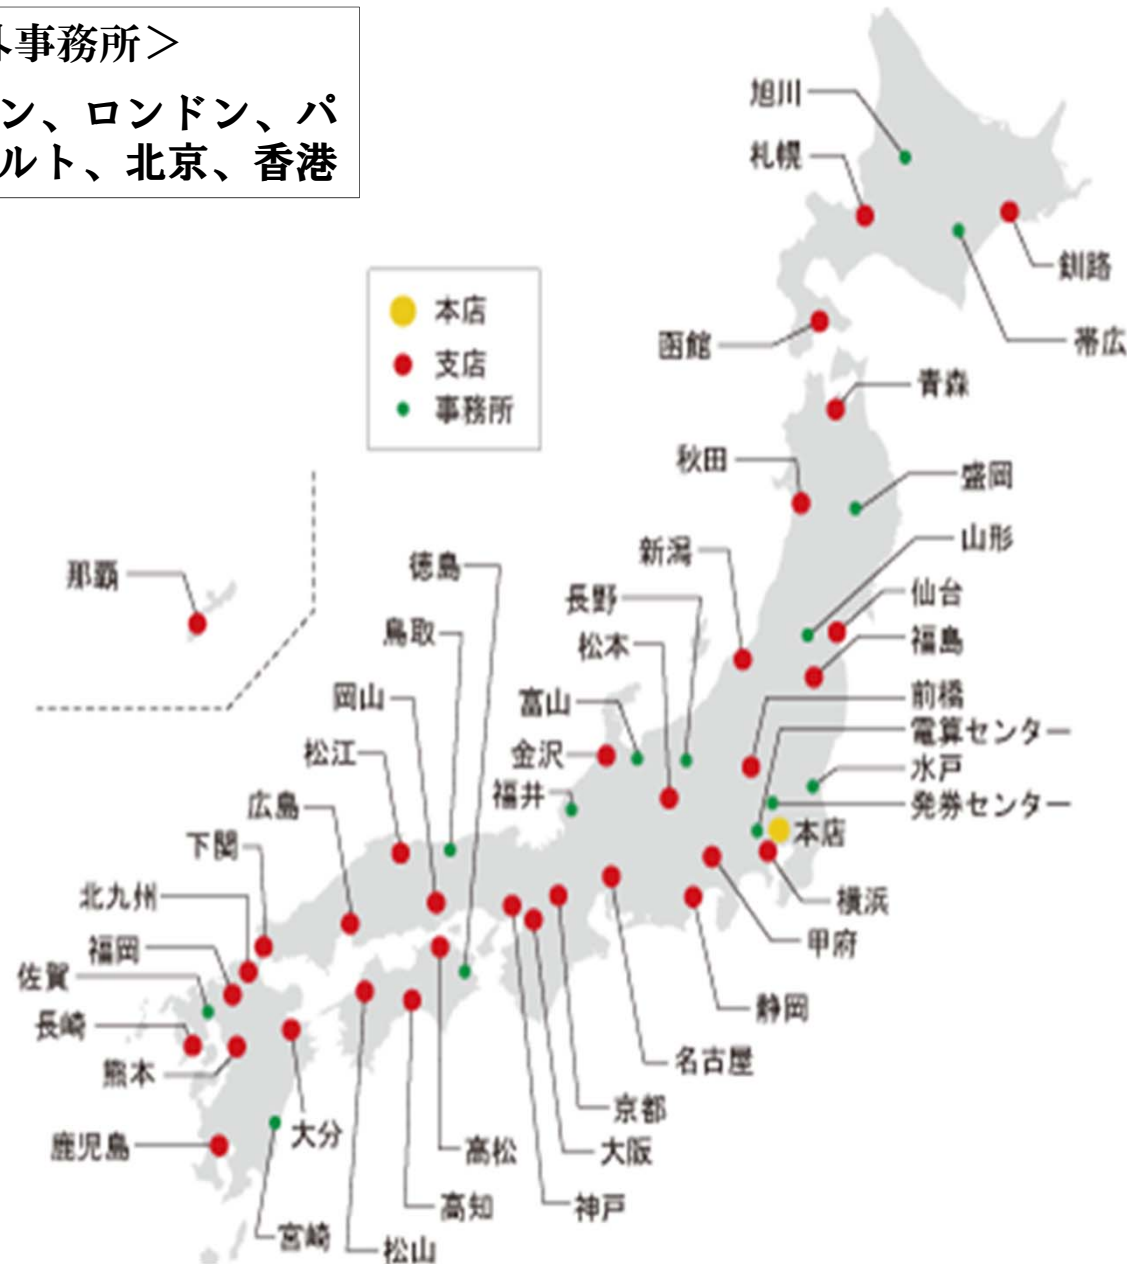 外事務所＞
ン、ロンドン、パ
ルト、北京、香港
本店
支店
事務所
旭川
札幌
釧路
帯広
函館
青森
秋田
盛岡
山形
新潟
仙台
福島
那覇
徳島
長野
鳥取
松本
前橋
岡山
富山
電算センター
松江
金沢
水戸
福井
発券センター
広島
本店
下関
北九州
横浜
福岡
甲府
佐賀
静岡
長崎
名古屋
熊本
京都
大分
鹿児島
高松
大阪
高知
神戸
宮崎
松山